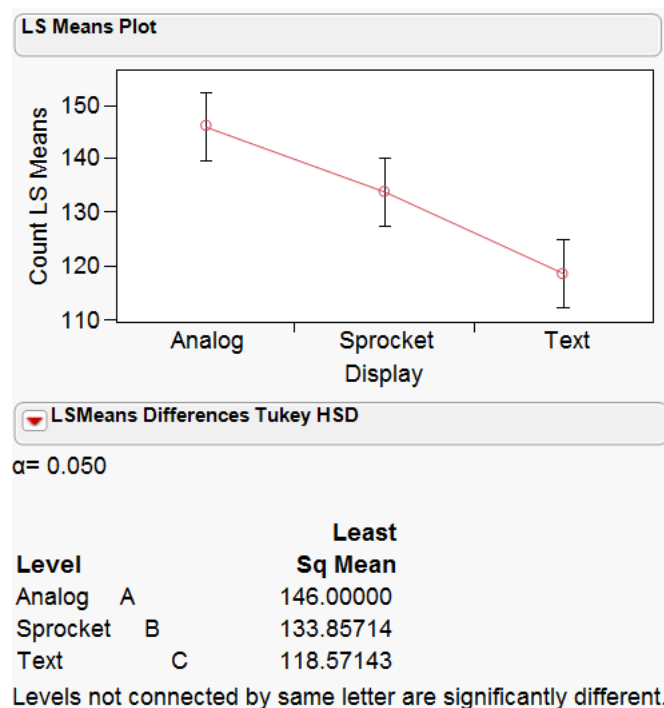 LS Means Plot
150
140
130
120
110
Count LS Means
Analog Sprocket Text
Display
LSMeans Differences Tukey HSD
α= 0.050
Least
Level Sq Mean
Analog A 146.00000
Sprocket B 133.85714
Text C 118.57143
Levels not connected by same letter are significantly different.